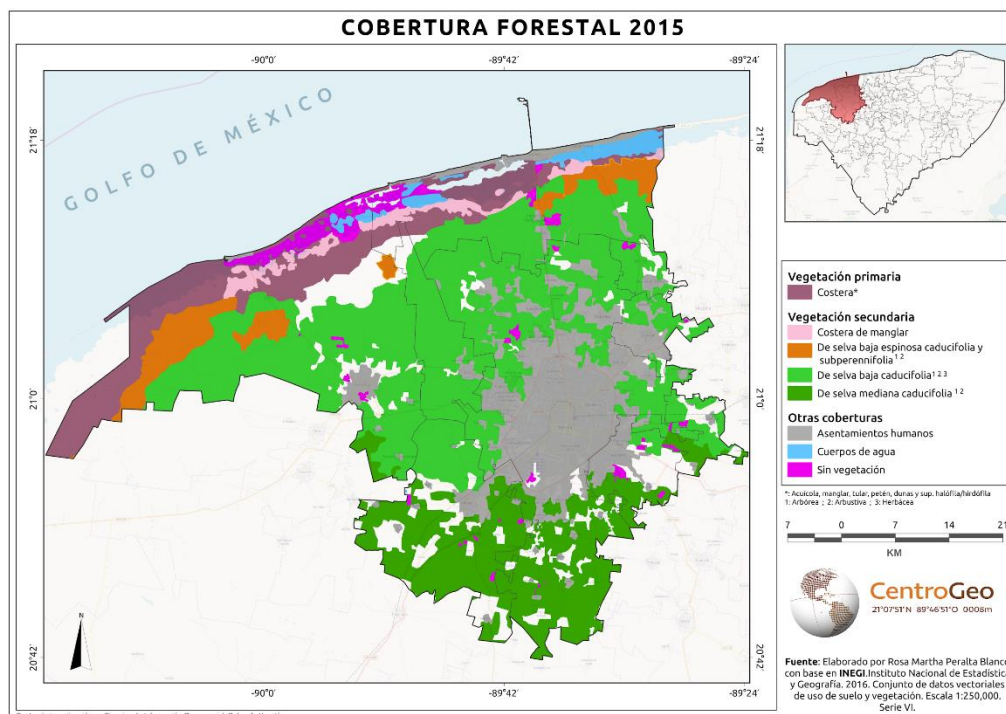 COBERTURA FORESTAL 2015
-90°0'
-89°42'
-89°24'
21°18'
21°18'
GOLFO DE MÉXICO
21°0'
21°0'
20°42'
20°42'
-90°0'
-89°42'
-89°24'
N
Vegetación primaria
Costera*
Vegetación secundaria
Costera de manglar
De selva baja espinosa caducifolia y
subperennifolia 1 2
De selva baja caducifolia 1 2 3
De selva mediana caducifolia 1 2
Otras coberturas
Asentamientos humanos
Cuerpos de agua
Sin vegetación
*: Acuícola, manglar, tular, petén, dunas y sup. halófila/hirdófila
1: Arbórea ; 2: Arbustiva ; 3: Herbácea
7 0 7 14 21
KM
CentroGeo
21°07'51''N 89°46'51''O 0008m
Fuente: Elaborado por Rosa Martha Peralta Blanco
con base en INEGI.Instituto Nacional de Estadística
y Geografía. 2016. Conjunto de datos vectoriales
de uso de suelo y vegetación. Escala 1:250,000.
Serie VI.